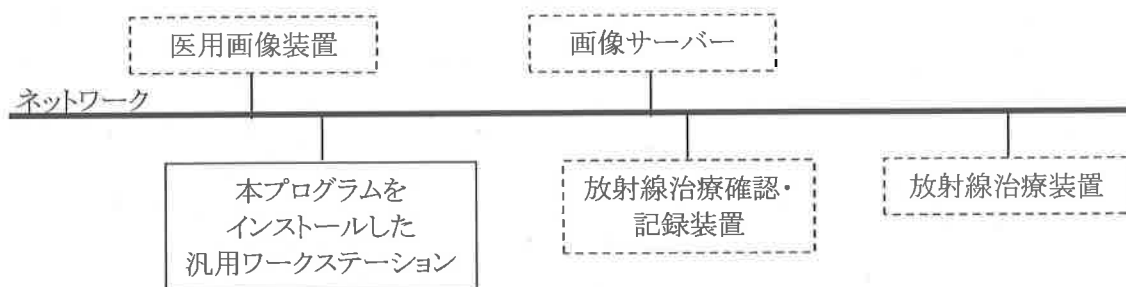 医用画像装置
画像サーバー
ネットワーク
本プログラムを
インストールした
汎用ワークステーション
放射線治療確認・
記録装置
放射線治療装置